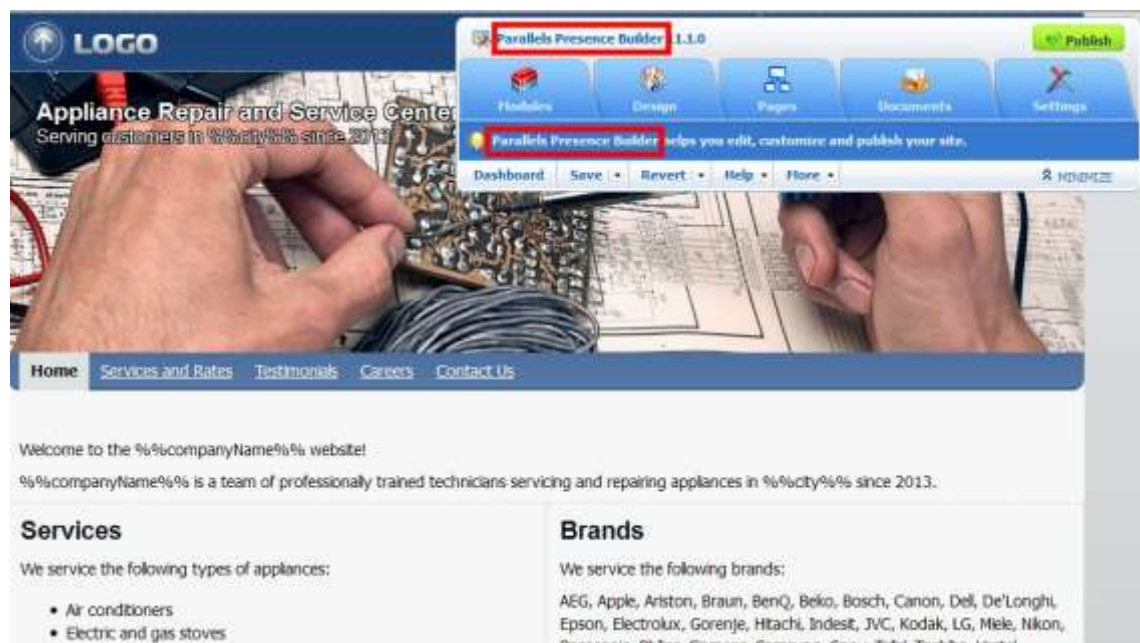 LOGO
Parallels Presence Builder
Publish
Modules
Design
Pages
Documents
Settings
Appliance Repair and Service Center
Serving customers in %%city%% since 2013
Parallels Presence Builder helps you edit, customize and publish your site.
Dashboard Save Revert Help More
MINIMIZE
Home Services and Rates Testimonials Careers Contact Us
Welcome to the %%companyName%% website!
%%companyName%% is a team of professionally trained technicians servicing and repairing appliances in %%city%% since 2013.
Services
We service the following types of appliances:
• Air conditioners
• Electric and gas stoves
Brands
We service the following brands:
AEG, Apple, Ariston, Braun, BenQ, Beko, Bosch, Canon, Dell, De'Longhi,
Epson, Electrolux, Gorenje, Hitachi, Indesit, JVC, Kodak, LG, Miele, Nikon,